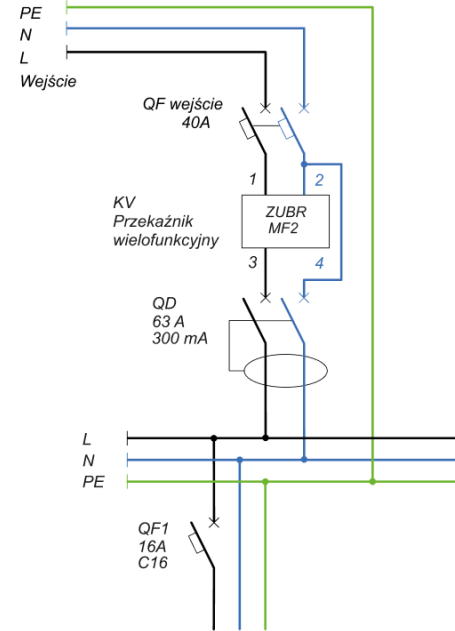 PE
N
L
Wejście
QF wejście
40A
1
2
KV
Przekaźnik
wielofunkcyjny
ZUBR
MF2
3
4
QD
63 A
300 mA
L
N
PE
QF1
16A
C16